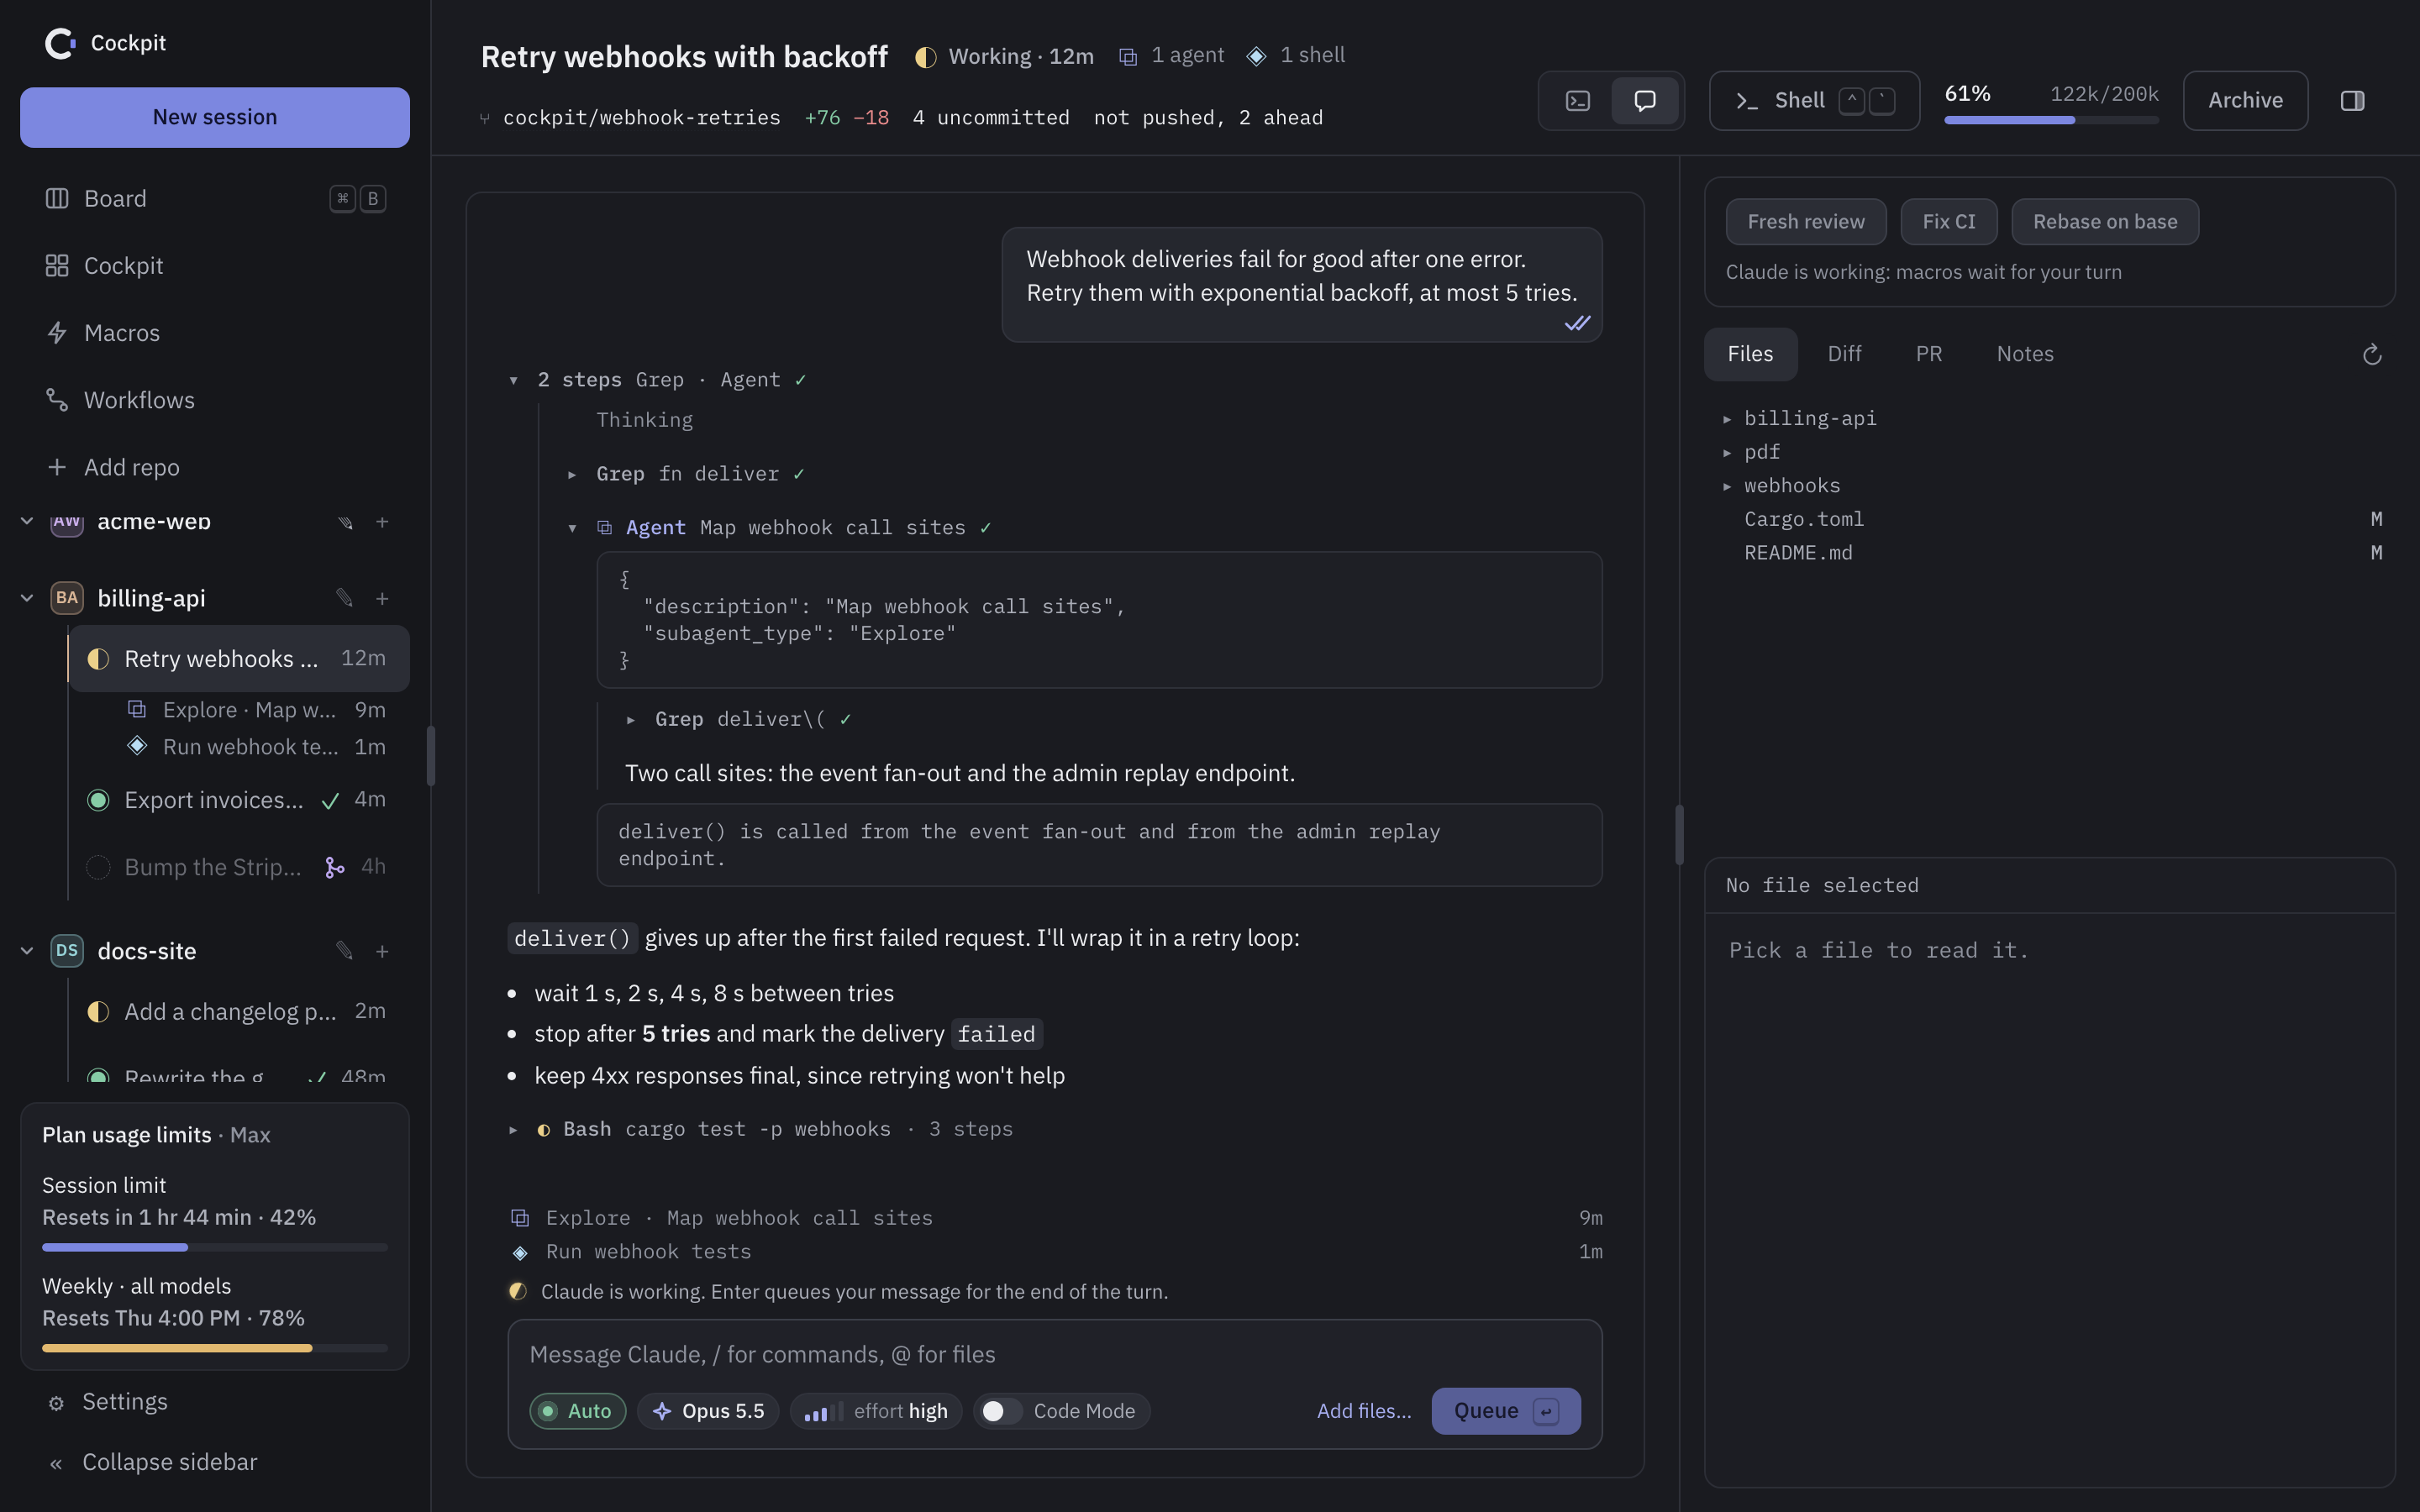 Cockpit
New session
Board ⌘ B
Cockpit
Macros
Workflows
Add repo
AW acme-web
BA billing-api
Retry webhooks ... 12m
Explore · Map w... 9m
Run webhook te... 1m
Export invoices... 4m
Bump the Strip... 4h
DS docs-site
Add a changelog p... 2m
Rewrite the g... 48m
Plan usage limits · Max
Session limit
Resets in 1 hr 44 min · 42%
Weekly · all models
Resets Thu 4:00 PM · 78%
Settings
Collapse sidebar
Retry webhooks with backoff Working · 12m 1 agent 1 shell
cockpit/webhook-retries +76 −18 4 uncommitted not pushed, 2 ahead
Shell ^ `
61% 122k/200k
Archive
Webhook deliveries fail for good after one error.
Retry them with exponential backoff, at most 5 tries.
2 steps Grep · Agent ✓
Thinking
Grep fn deliver ✓
Agent Map webhook call sites ✓
{
"description": "Map webhook call sites",
"subagent_type": "Explore"
}
Grep deliver\( ✓
Two call sites: the event fan-out and the admin replay endpoint.
deliver() is called from the event fan-out and from the admin replay
endpoint.
deliver() gives up after the first failed request. I'll wrap it in a retry loop:
• wait 1 s, 2 s, 4 s, 8 s between tries
• stop after 5 tries and mark the delivery failed
• keep 4xx responses final, since retrying won't help
Bash cargo test -p webhooks · 3 steps
Explore · Map webhook call sites 9m
Run webhook tests 1m
Claude is working. Enter queues your message for the end of the turn.
Message Claude, / for commands, @ for files
Auto Opus 5.5 effort high Code Mode Add files... Queue ↩
Fresh review Fix CI Rebase on base
Claude is working: macros wait for your turn
Files Diff PR Notes
billing-api
pdf
webhooks
Cargo.toml M
README.md M
No file selected
Pick a file to read it.